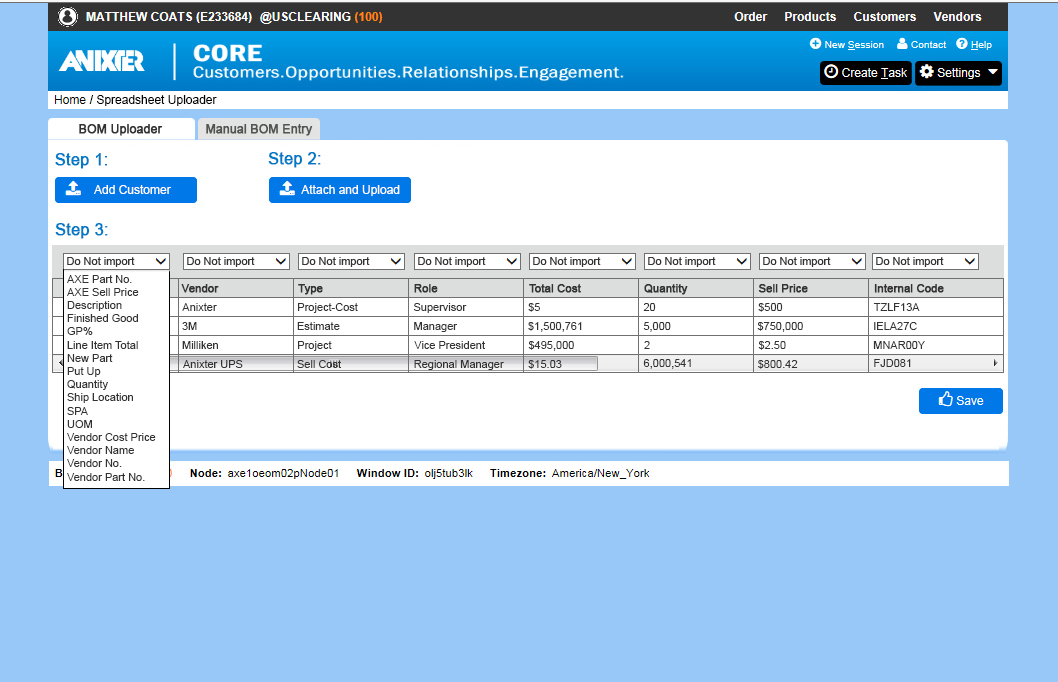 MATTHEW COATS (E233684) @USCLEARING (100) Order Products Customers Vendors
ANIXTER CORE
Customers.Opportunities.Relationships.Engagement.
New Session Contact Help
Create Task Settings
Home / Spreadsheet Uploader
BOM Uploader Manual BOM Entry
Step 1: Step 2:
Add Customer Attach and Upload
Step 3:
Do Not import Do Not import Do Not import Do Not import Do Not import Do Not import Do Not import Do Not import
AXE Part No.
AXE Sell Price
Description
Finished Good
GP%
Line Item Total
New Part
Put Up
Quantity
Ship Location
SPA
UOM
Vendor Cost Price
Vendor Name
Vendor No.
Vendor Part No.
Vendor Type Role Total Cost Quantity Sell Price Internal Code
Anixter Project-Cost Supervisor $5 20 $500 TZLF13A
3M Estimate Manager $1,500,761 5,000 $750,000 IELA27C
Milliken Project Vice President $495,000 2 $2.50 MNAR00Y
Anixter UPS Sell Cost Regional Manager $15.03 6,000,541 $800.42 FJD081
Save
B Node: axe1oeom02pNode01 Window ID: olj5tub3lk Timezone: America/New_York